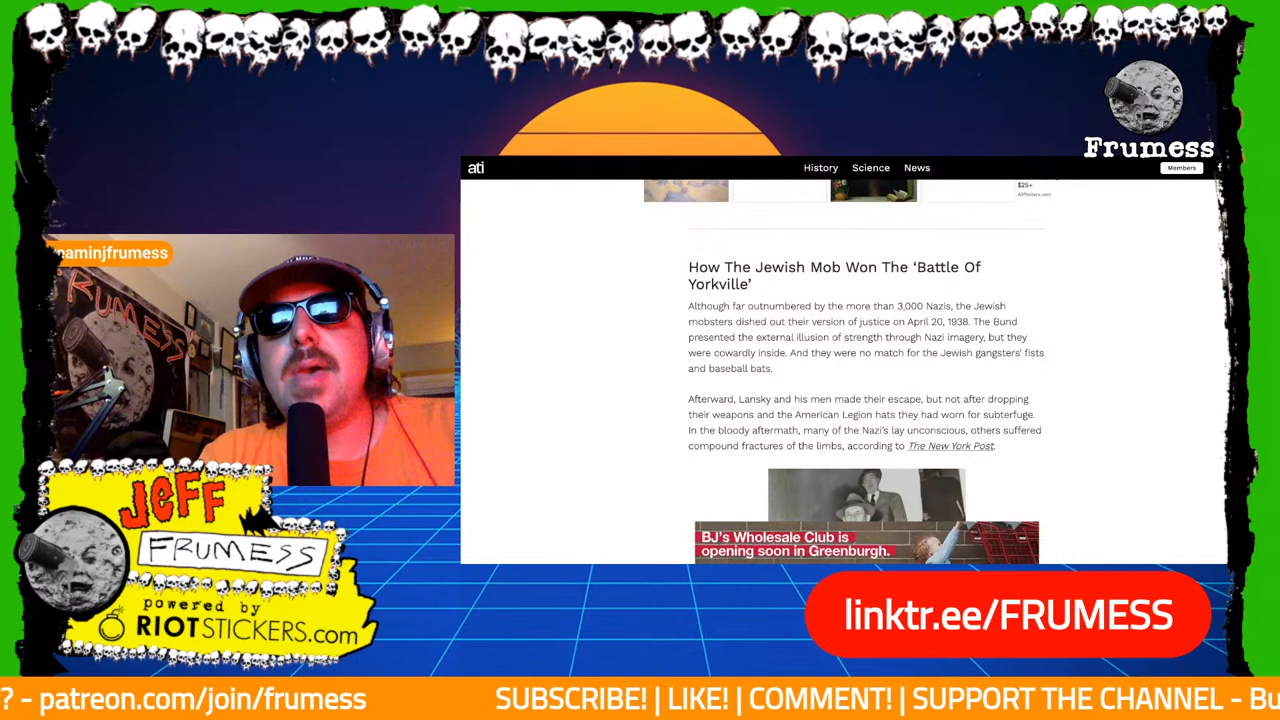 Frumess
ati
History Science News
Members
f
$25+
AllPosters.com
How The Jewish Mob Won The ‘Battle Of
Yorkville’
Although far outnumbered by the more than 3,000 Nazis, the Jewish
mobsters dished out their version of justice on April 20, 1938. The Bund
presented the external illusion of strength through Nazi imagery, but they
were cowardly inside. And they were no match for the Jewish gangsters’ fists
and baseball bats.
Afterward, Lansky and his men made their escape, but not after dropping
their weapons and the American Legion hats they had worn for subterfuge.
In the bloody aftermath, many of the Nazi’s lay unconscious, others suffered
compound fractures of the limbs, according to The New York Post.
BJ's Wholesale Club is
opening soon in Greenburgh.
eaminjfrumess
FRUMESS
JEFF
FRUMESS
powered by
RIOTSTICKERS.com
linktr.ee/FRUMESS
? - patreon.com/join/frumess SUBSCRIBE! | LIKE! | COMMENT! | SUPPORT THE CHANNEL - Bu